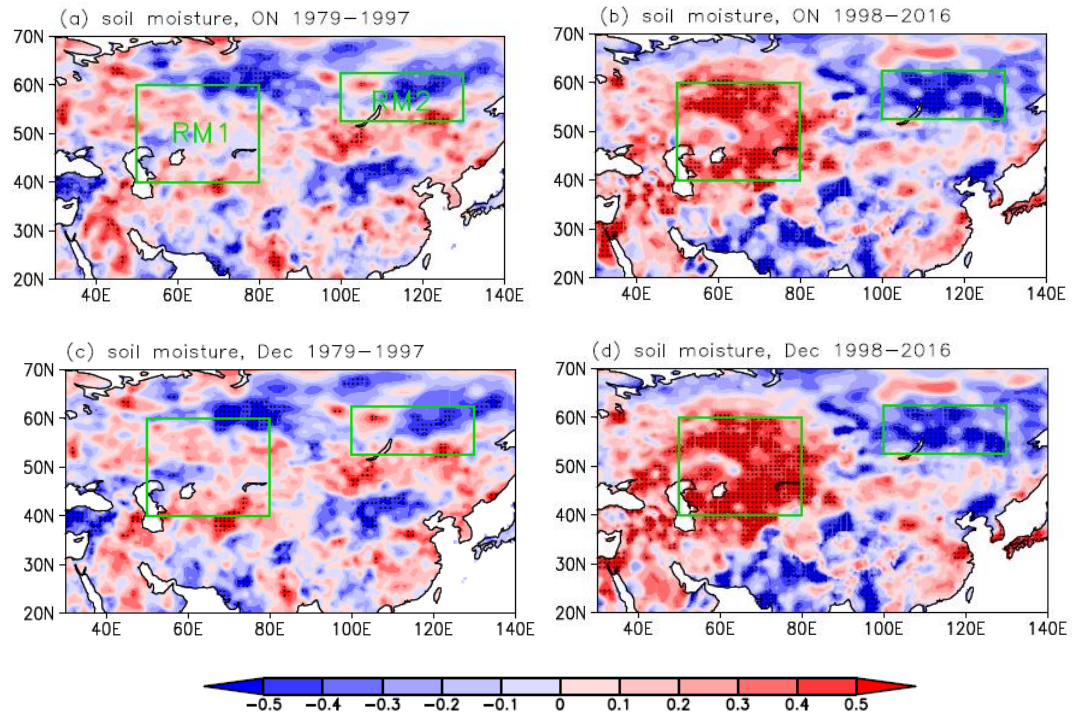 (a) soil moisture, ON 1979-1997
70N
60N
50N
40N
30N
20N
RM1
RM2
40E 60E 80E 100E 120E 140E
(b) soil moisture, ON 1998-2016
70N
60N
50N
40N
30N
20N
40E 60E 80E 100E 120E 140E
(c) soil moisture, Dec 1979-1997
70N
60N
50N
40N
30N
20N
40E 60E 80E 100E 120E 140E
(d) soil moisture, Dec 1998-2016
70N
60N
50N
40N
30N
20N
40E 60E 80E 100E 120E 140E
-0.5 -0.4 -0.3 -0.2 -0.1 0 0.1 0.2 0.3 0.4 0.5